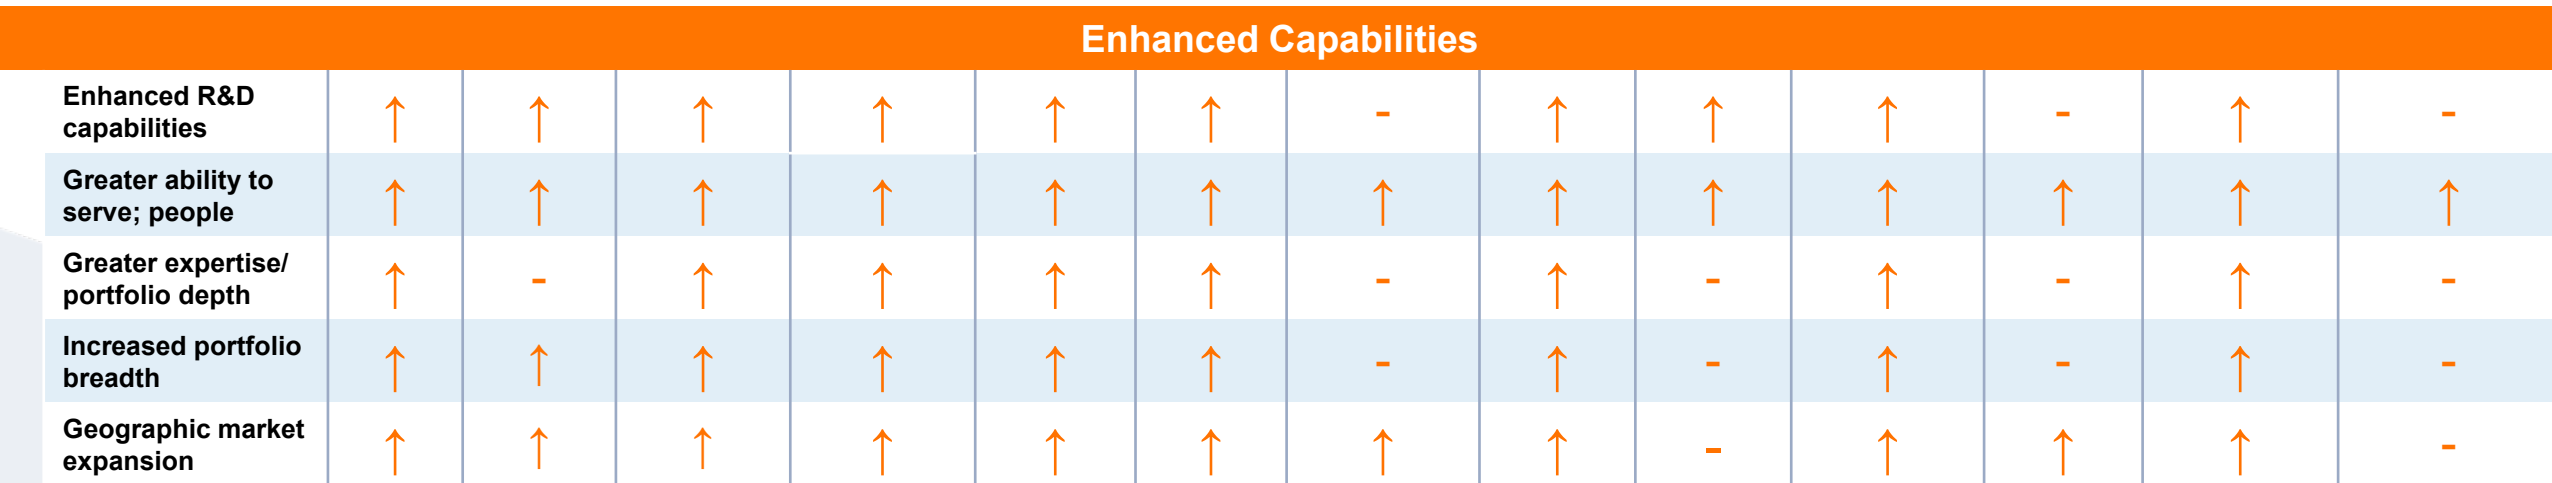 Enhanced Capabilities
Enhanced R&D
capabilities
↑ ↑ ↑ ↑ ↑ ↑ - ↑ ↑ ↑ - ↑ -
Greater ability to
serve; people
↑ ↑ ↑ ↑ ↑ ↑ ↑ ↑ ↑ ↑ ↑ ↑ ↑
Greater expertise/
portfolio depth
↑ - ↑ ↑ ↑ ↑ - ↑ - ↑ - ↑ -
Increased portfolio
breadth
↑ ↑ ↑ ↑ ↑ ↑ - ↑ - ↑ - ↑ -
Geographic market
expansion
↑ ↑ ↑ ↑ ↑ ↑ ↑ ↑ - ↑ ↑ ↑ -